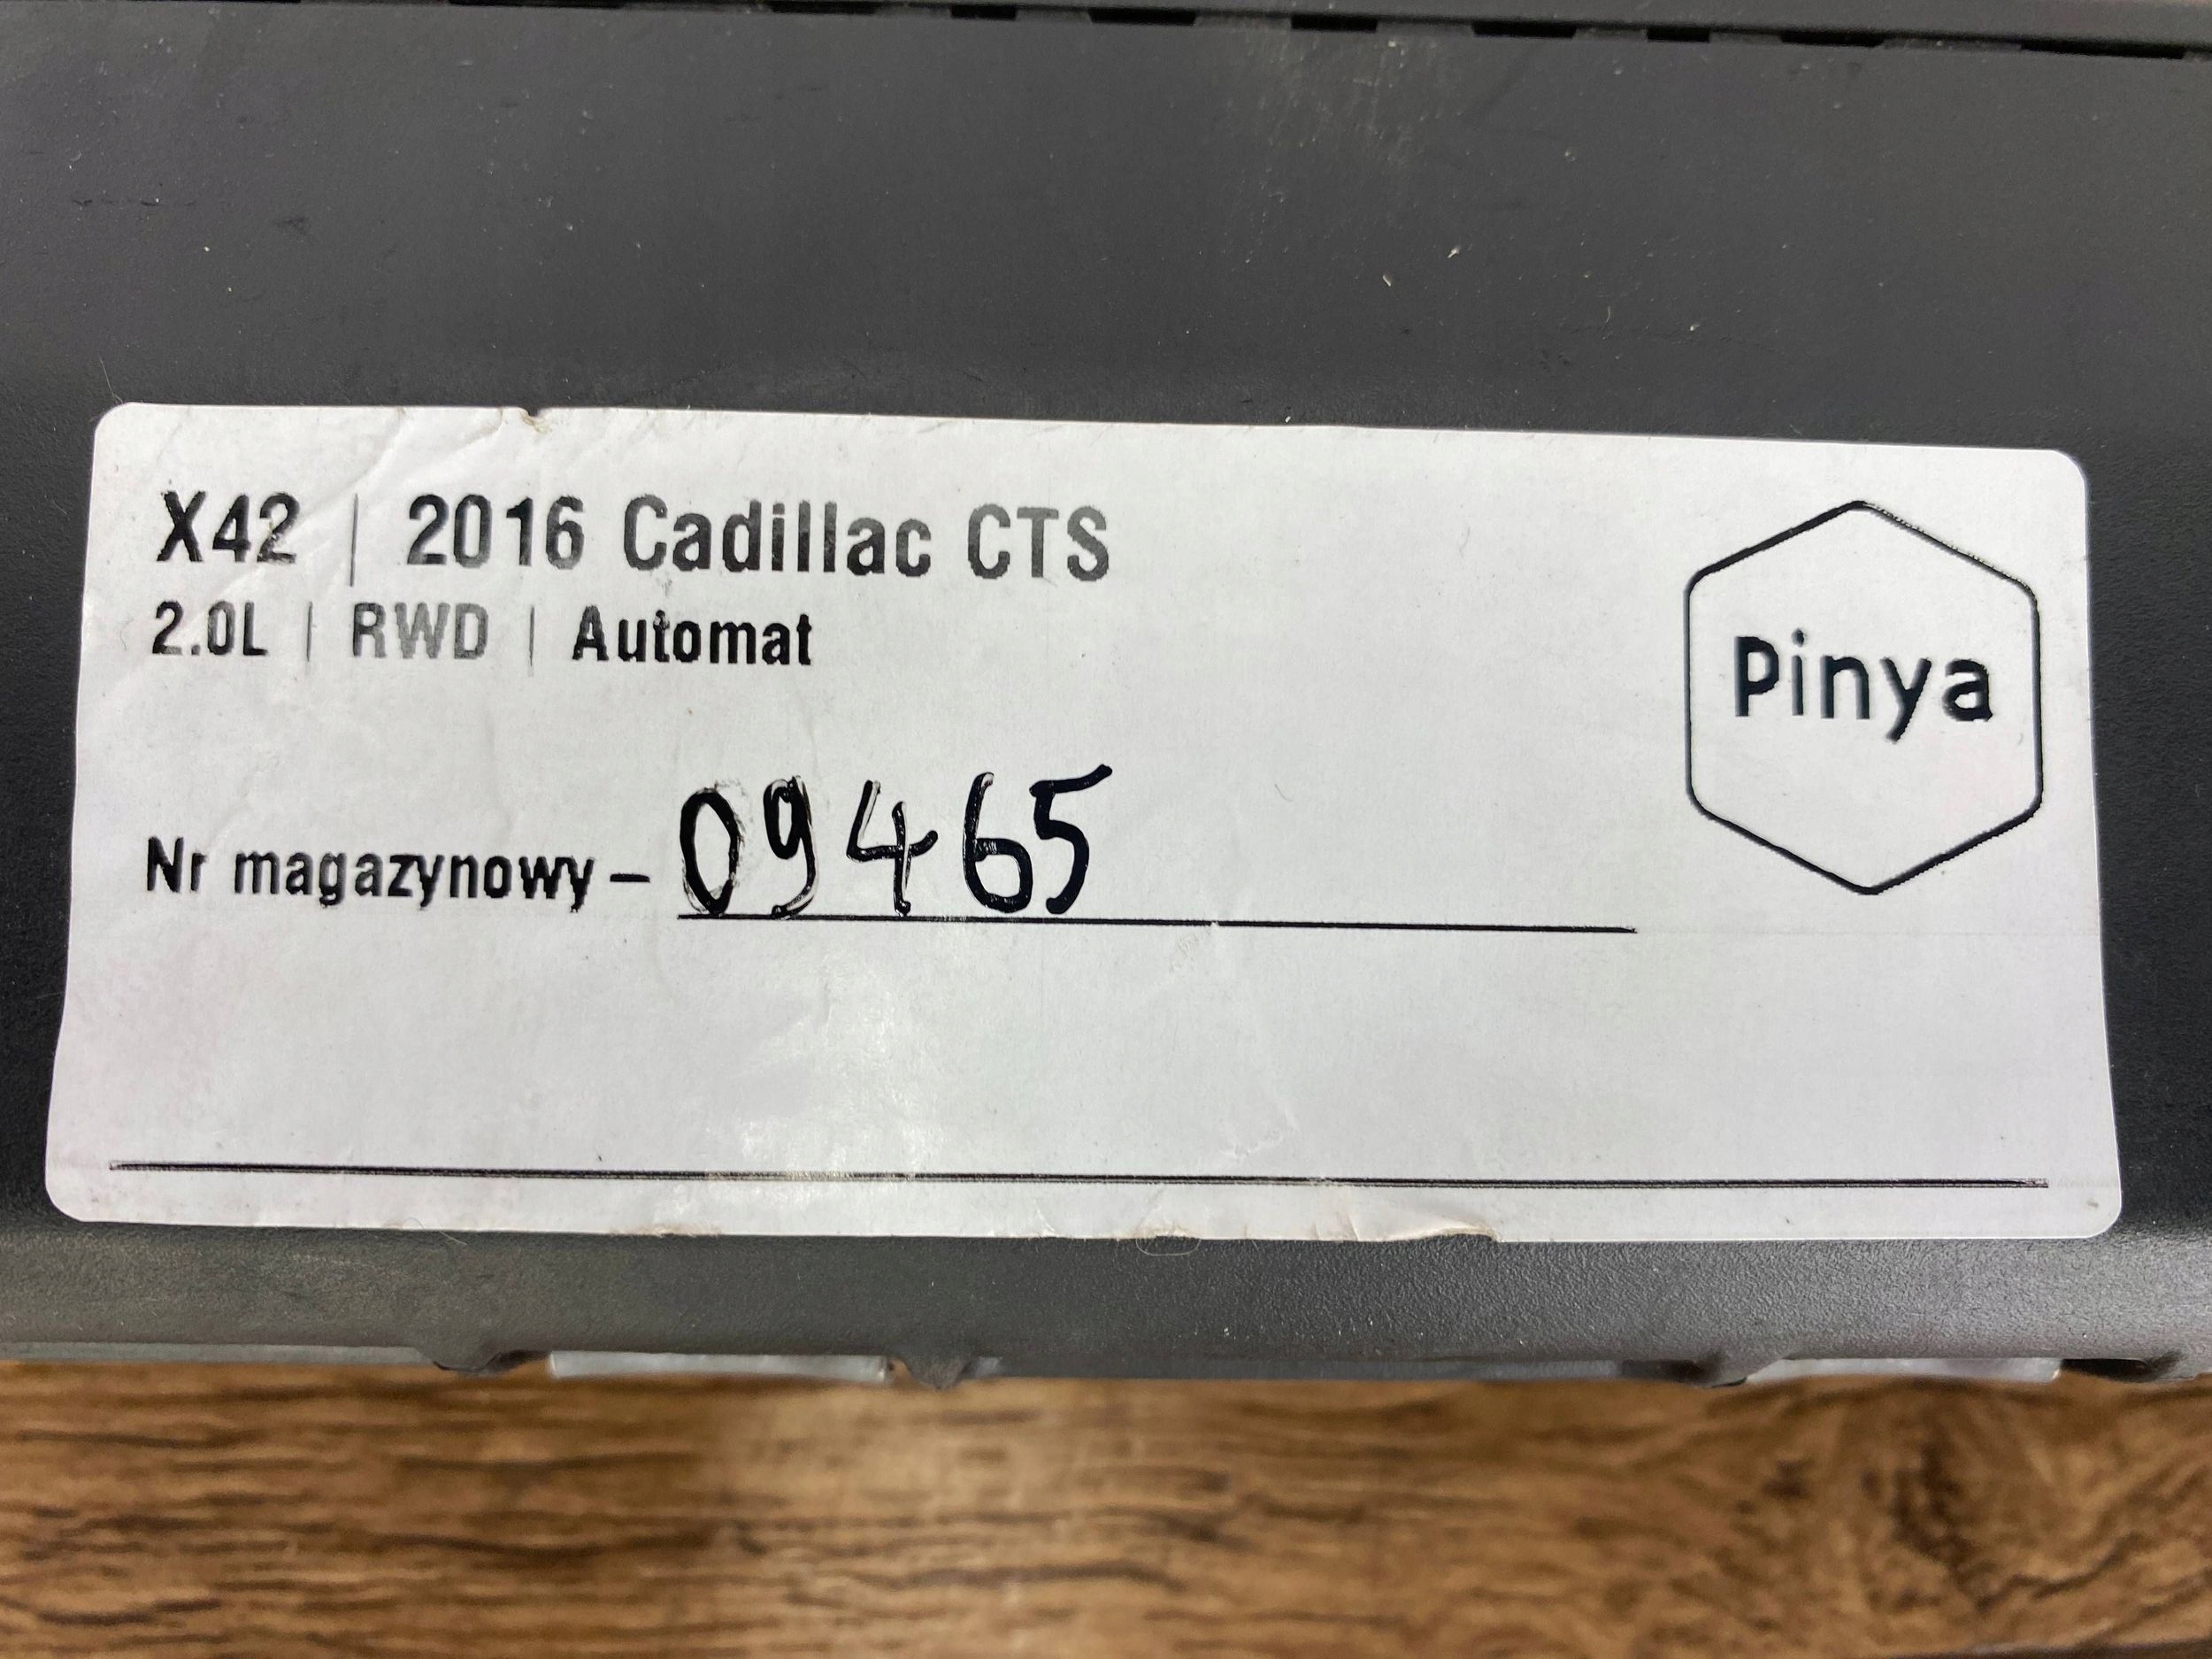 X42 | 2016 Cadillac CTS
2.0L | RWD | Automat
Pinya
Nr magazynowy – 09465